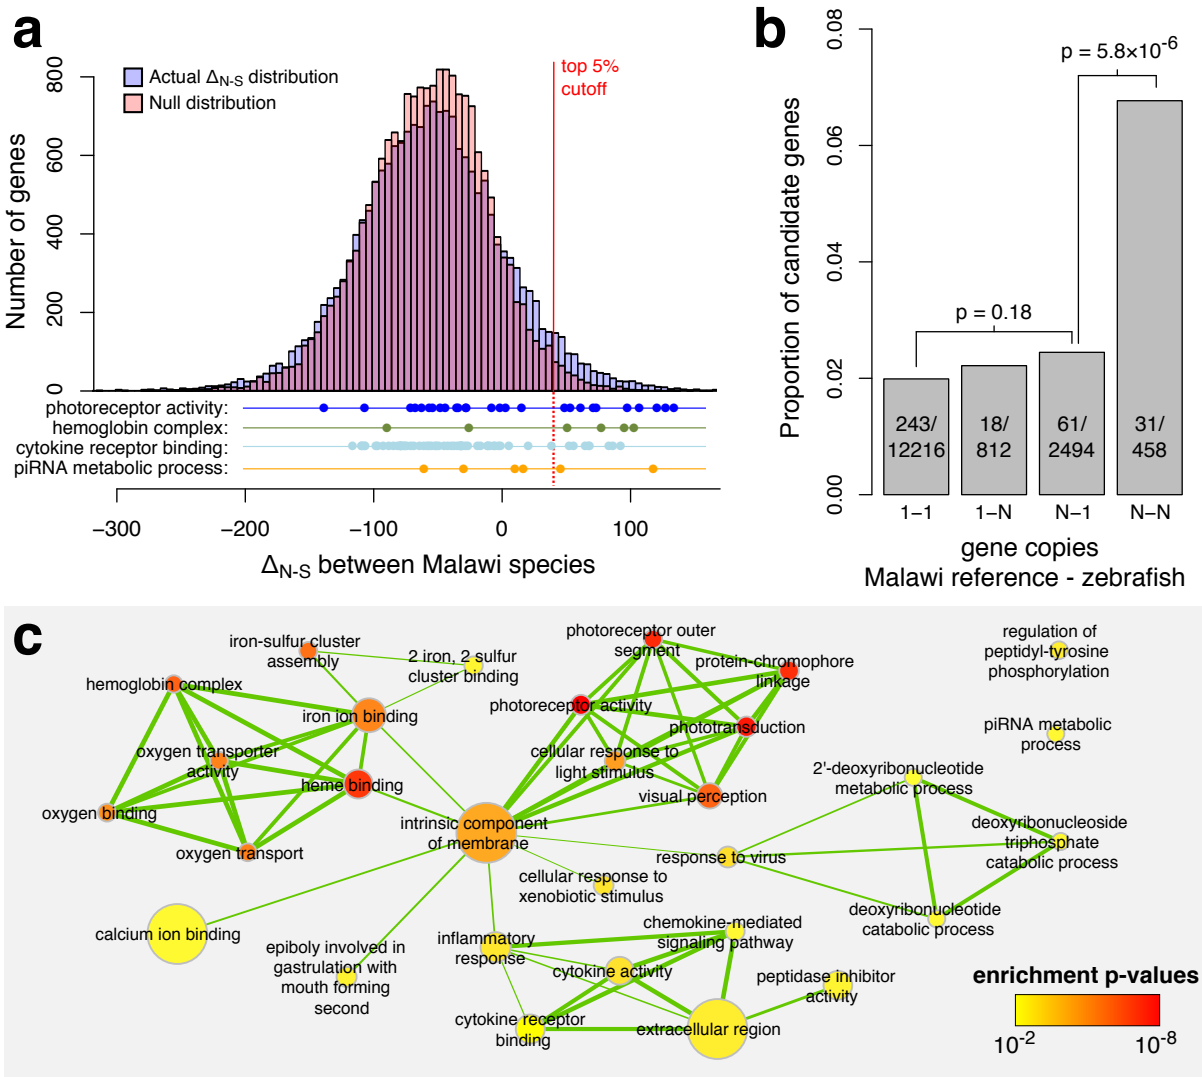 a
Actual ΔN-S distribution
Null distribution
top 5%
cutoff
Number of genes
0
200
400
600
800
photoreceptor activity:
hemoglobin complex:
cytokine receptor binding:
piRNA metabolic process:
−300
−200
−100
0
100
ΔN-S between Malawi species
b
p = 5.8×10-6
p = 0.18
Proportion of candidate genes
0.00
0.02
0.04
0.06
0.08
243/
12216
18/
812
61/
2494
31/
458
1−1
1−N
N−1
N−N
gene copies
Malawi reference - zebrafish
c
iron-sulfur cluster
assembly
2 iron, 2 sulfur
cluster binding
hemoglobin complex
iron ion binding
oxygen transporter
activity
heme binding
oxygen binding
oxygen transport
photoreceptor outer
segment
protein-chromophore
linkage
photoreceptor activity
phototransduction
cellular response to
light stimulus
visual perception
regulation of
peptidyl-tyrosine
phosphorylation
piRNA metabolic
process
2'-deoxyribonucleotide
metabolic process
deoxyribonucleoside
triphosphate
catabolic process
deoxyribonucleotide
catabolic process
intrinsic component
of membrane
response to virus
cellular response to
xenobiotic stimulus
calcium ion binding
epiboly involved in
gastrulation with
mouth forming
second
inflammatory
response
chemokine-mediated
signaling pathway
cytokine activity
peptidase inhibitor
activity
cytokine receptor
binding
extracellular region
enrichment p-values
10-2
10-8